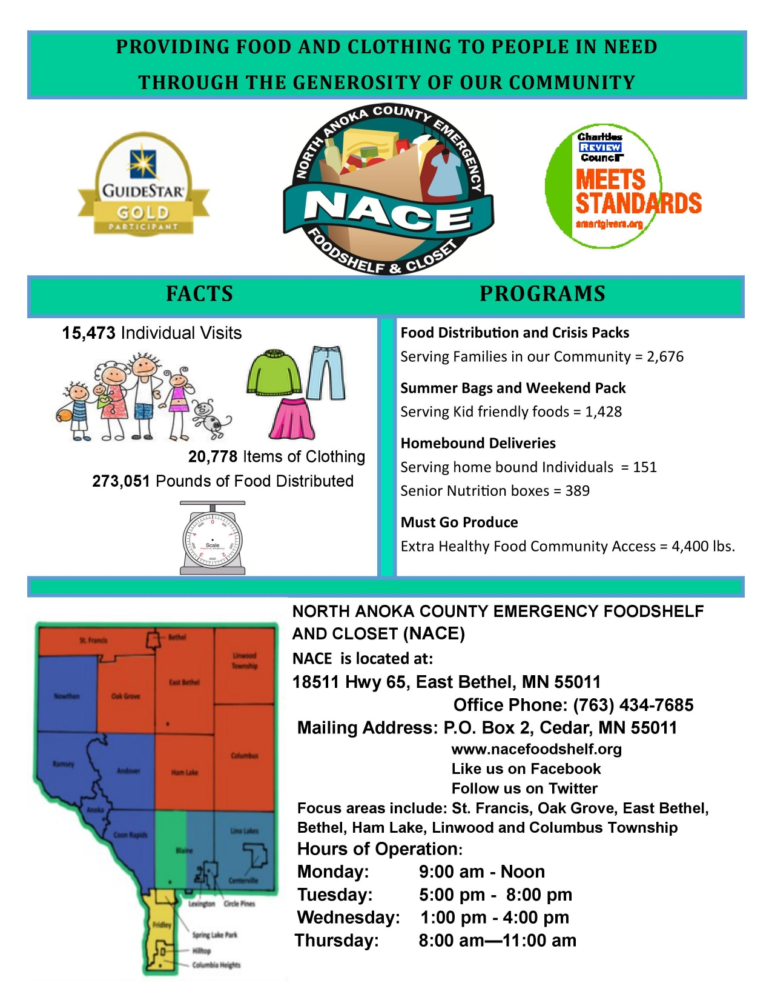 PROVIDING FOOD AND CLOTHING TO PEOPLE IN NEED
THROUGH THE GENEROSITY OF OUR COMMUNITY
GUIDESTAR
GOLD
PARTICIPANT
NORTH ANOKA COUNTY EMERGENCY
NACE
FOODSHELF & CLOSET
Charities
REVIEW
Council
MEETS
STANDARDS
smartgivers.org
FACTS
PROGRAMS
15,473 Individual Visits
20,778 Items of Clothing
273,051 Pounds of Food Distributed
Scale
Food Distribution and Crisis Packs
Serving Families in our Community = 2,676
Summer Bags and Weekend Pack
Serving Kid friendly foods = 1,428
Homebound Deliveries
Serving home bound Individuals  = 151
Senior Nutrition boxes = 389
Must Go Produce
Extra Healthy Food Community Access = 4,400 lbs.
St. Francis
Bethel
Linwood
Township
Nowthen
Oak Grove
East Bethel
Ramsey
Andover
Ham Lake
Columbus
Anoka
Coon Rapids
Blaine
Lino Lakes
Centerville
Lexington
Circle Pines
Fridley
Spring Lake Park
Hilltop
Columbia Heights
NORTH ANOKA COUNTY EMERGENCY FOODSHELF
AND CLOSET (NACE)
NACE  is located at:
18511 Hwy 65, East Bethel, MN 55011
Office Phone: (763) 434-7685
Mailing Address: P.O. Box 2, Cedar, MN 55011
www.nacefoodshelf.org
Like us on Facebook
Follow us on Twitter
Focus areas include: St. Francis, Oak Grove, East Bethel,
Bethel, Ham Lake, Linwood and Columbus Township
Hours of Operation:
Monday: 9:00 am - Noon
Tuesday: 5:00 pm -  8:00 pm
Wednesday: 1:00 pm - 4:00 pm
Thursday: 8:00 am—11:00 am